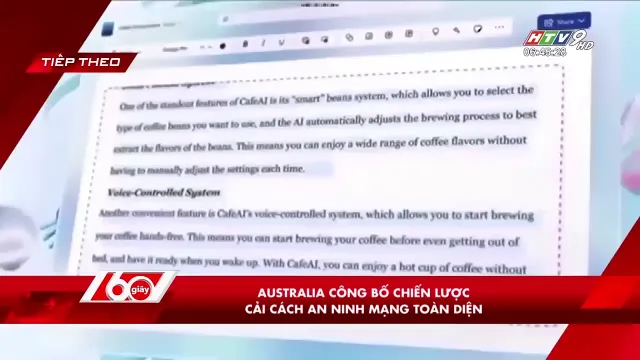 TIẾP THEO
Share
HTV9 HD
06:45:28
One of the standout features of CafeAI is its "smart" beans system, which allows you to select the
type of coffee beans you want to use, and the AI automatically adjusts the brewing process to best
extract the flavors of the beans. This means you can enjoy a wide range of coffee flavors without
having to manually adjust the settings each time.
Voice-Controlled System
Another convenient feature is CafeAI's voice-controlled system, which allows you to start brewing
your coffee hands-free. This means you can start brewing your coffee before even getting out of
bed, and have it ready when you wake up. With CafeAI, you can enjoy a hot cup of coffee without
60 giây
AUSTRALIA CÔNG BỐ CHIẾN LƯỢC
CẢI CÁCH AN NINH MẠNG TOÀN DIỆN